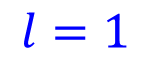 l = 1